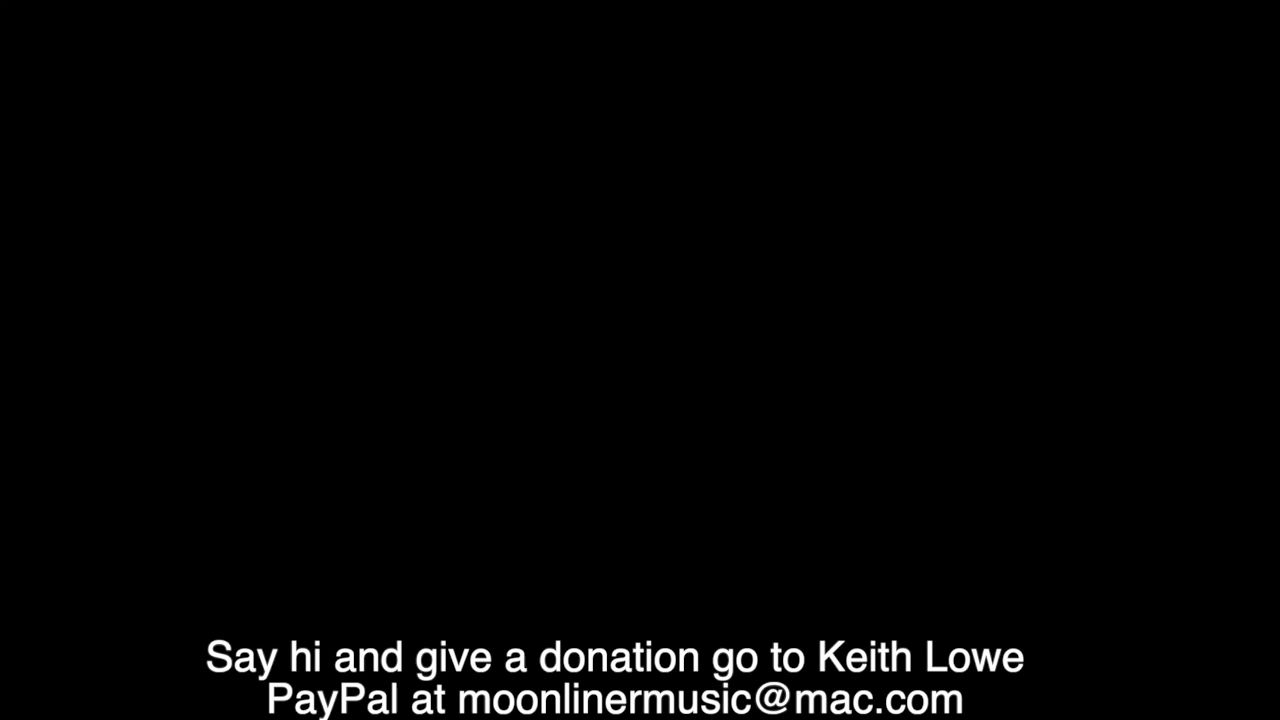 Say hi and give a donation go to Keith Lowe
PayPal at moonlinermusic@mac.com